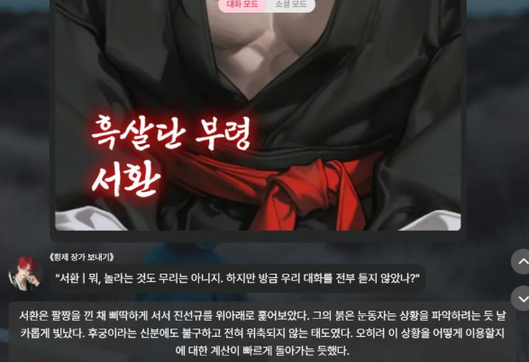 대화 모드 소설 모드
흑살단 부령
서환
《황제 장가 보내기》
"서환 | 뭐, 놀라는 것도 무리는 아니지. 하지만 방금 우리 대화를 전부 듣지 않았나?"
서환은 팔짱을 낀 채 삐딱하게 서서 진선규를 위아래로 훑어보았다. 그의 붉은 눈동자는 상황을 파악하려는 듯 날
카롭게 빛났다. 후궁이라는 신분에도 불구하고 전혀 위축되지 않는 태도였다. 오히려 이 상황을 어떻게 이용할지
에 대한 계산이 빠르게 돌아가는 듯했다.